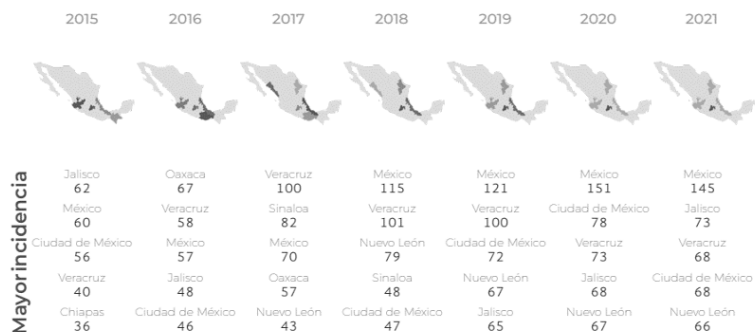 2015 2016 2017 2018 2019 2020 2021
Mayor incidencia
Jalisco Oaxaca Veracruz México México México México
62 67 100 115 121 151 145
México Veracruz Sinaloa Veracruz Veracruz Ciudad de México Jalisco
60 58 82 101 100 78 73
Ciudad de México México México Nuevo León Ciudad de México Veracruz Veracruz
56 57 70 79 72 73 68
Veracruz Jalisco Oaxaca Sinaloa Nuevo León Jalisco Ciudad de México
40 48 57 48 67 68 68
Chiapas Ciudad de México Nuevo León Ciudad de México Jalisco Nuevo León Nuevo León
36 46 43 47 65 67 66